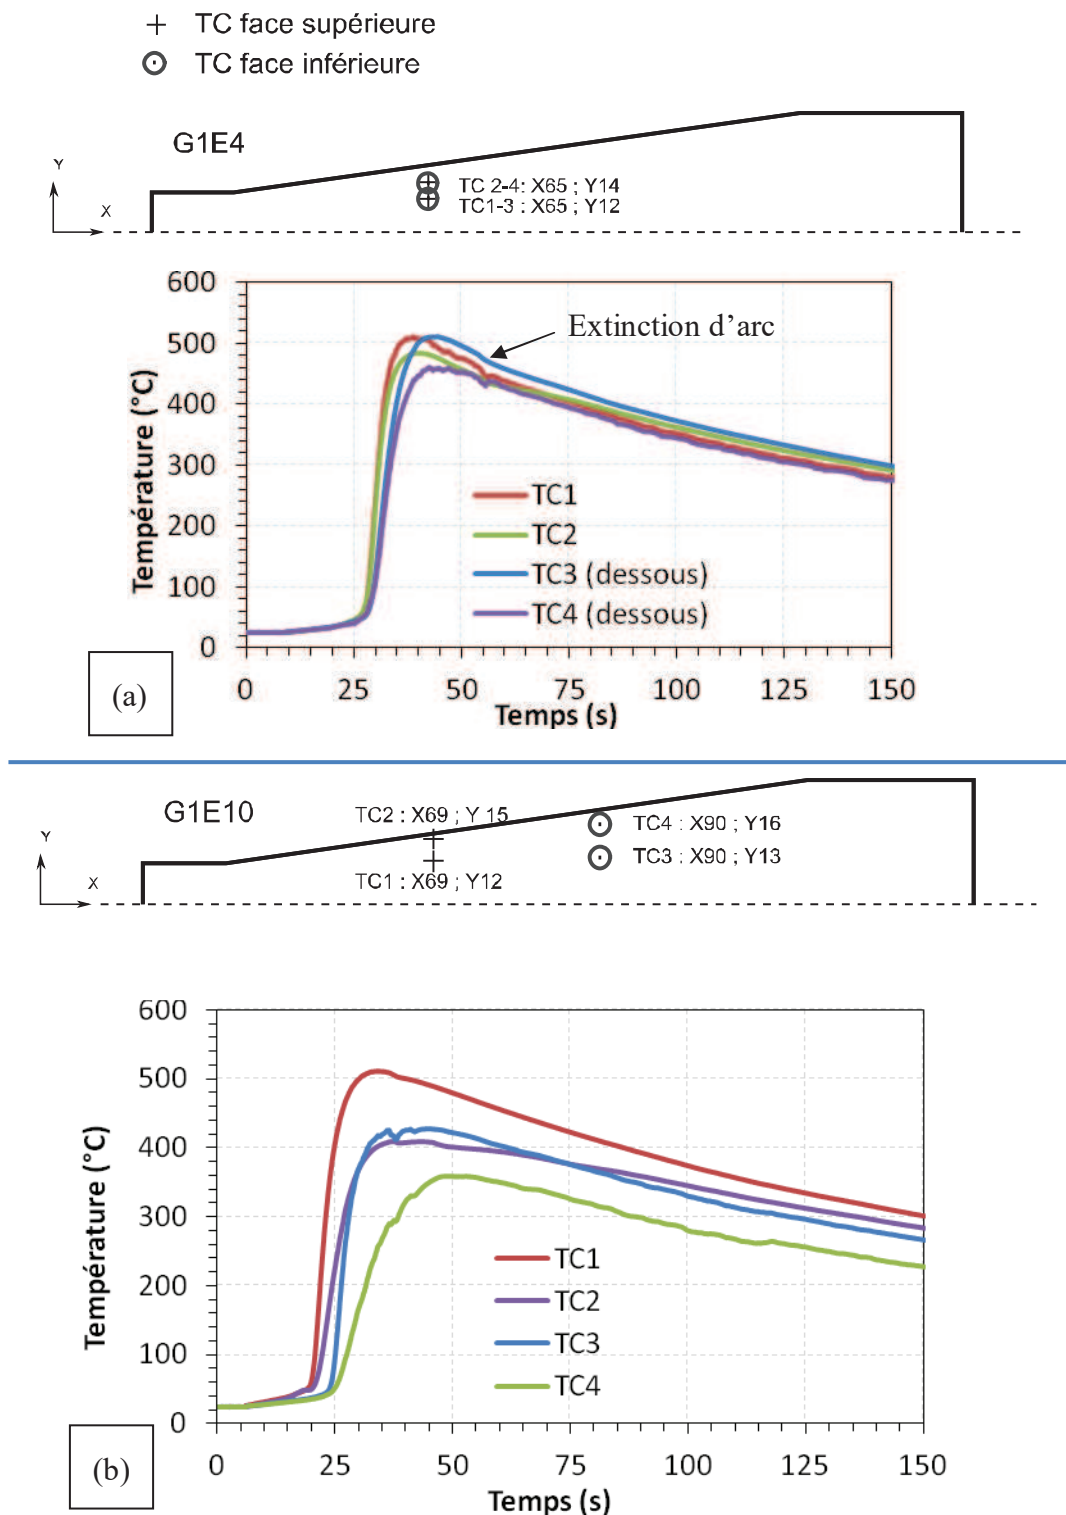 TC face supérieure
TC face inférieure
G1E4
Y
X
TC 2-4: X65 ; Y14
TC1-3 : X65 ; Y12
600
500
400
300
200
100
0
Température (°C)
Extinction d'arc
TC1
TC2
TC3 (dessous)
TC4 (dessous)
0 25 50 75 100 125 150
Temps (s)
(a)
G1E10
Y
X
TC2 : X69 ; Y 15
TC1 : X69 ; Y12
TC4 : X90 ; Y16
TC3 : X90 ; Y13
600
500
400
300
200
100
0
Température (°C)
TC1
TC2
TC3
TC4
0 25 50 75 100 125 150
Temps (s)
(b)